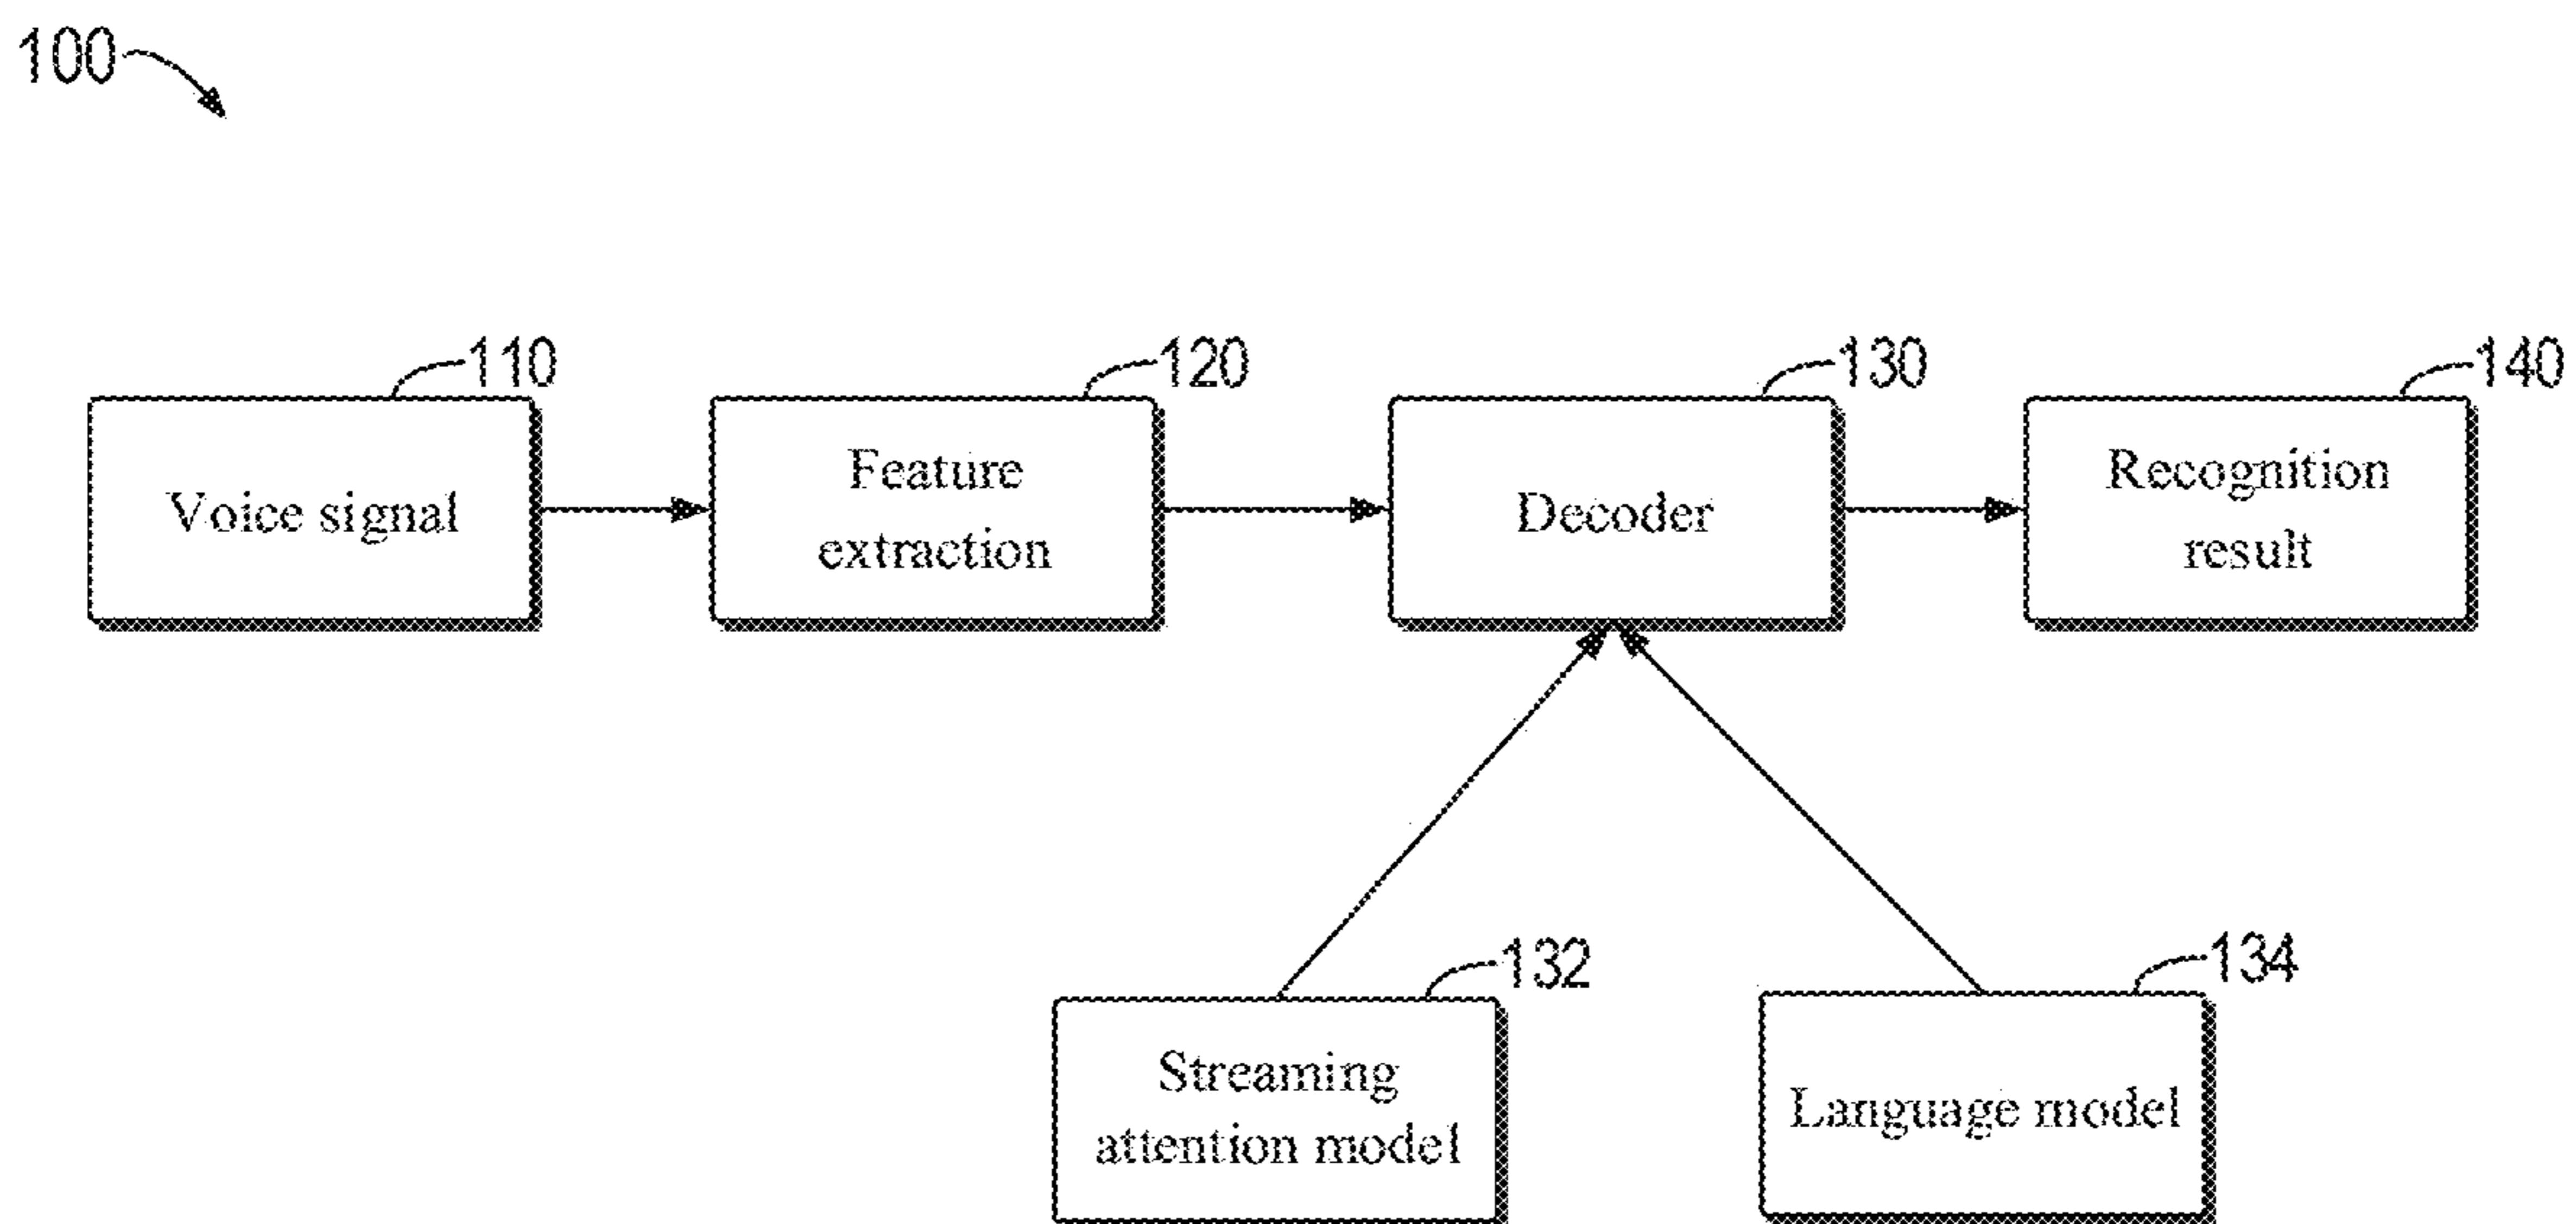 100
110
120
130
140
Voice signal
Feature
extraction
Decoder
Recognition
result
132
134
Streaming
attention model
Language model